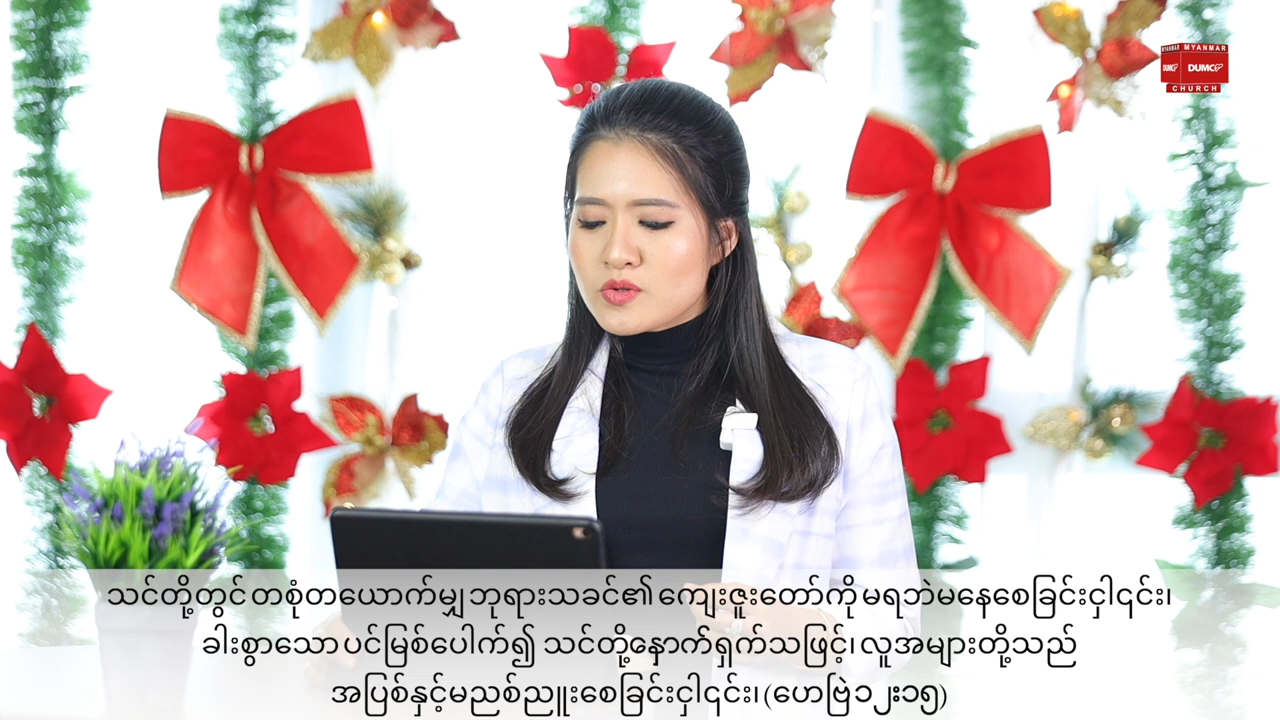 MYANMAR MYANMAR
DUMC DUMC
CHURCH
သင်တို့တွင် တစုံတယောက်မျှ ဘုရားသခင်၏ ကျေးဇူးတော်ကို မရဘဲမနေစေခြင်းငှါ၎င်း၊
ခါးစွာသော ပင်မြစ်ပေါက်၍ သင်တို့နှောက်ရှက်သဖြင့်၊ လူအများတို့သည်
အပြစ်နှင့်မညစ်ညူးစေခြင်းငှါ၎င်း၊ (ဟေဗြဲ၁၂း၁၅)